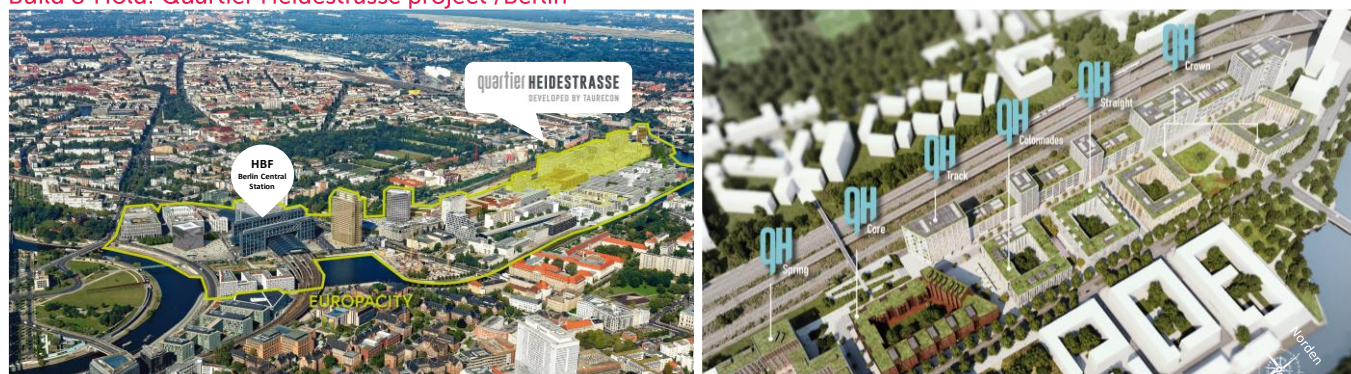 Build & Hold: Quartier Heidestrasse project /Berlin
quartier HEIDESTRASSE
DEVELOPED BY TAURECON
HBF
Berlin Central
Station
EUROPACITY
QH
Crown
QH
Straight
QH
Colonnades
QH
Track
QH
Core
QH
Spring
Norden